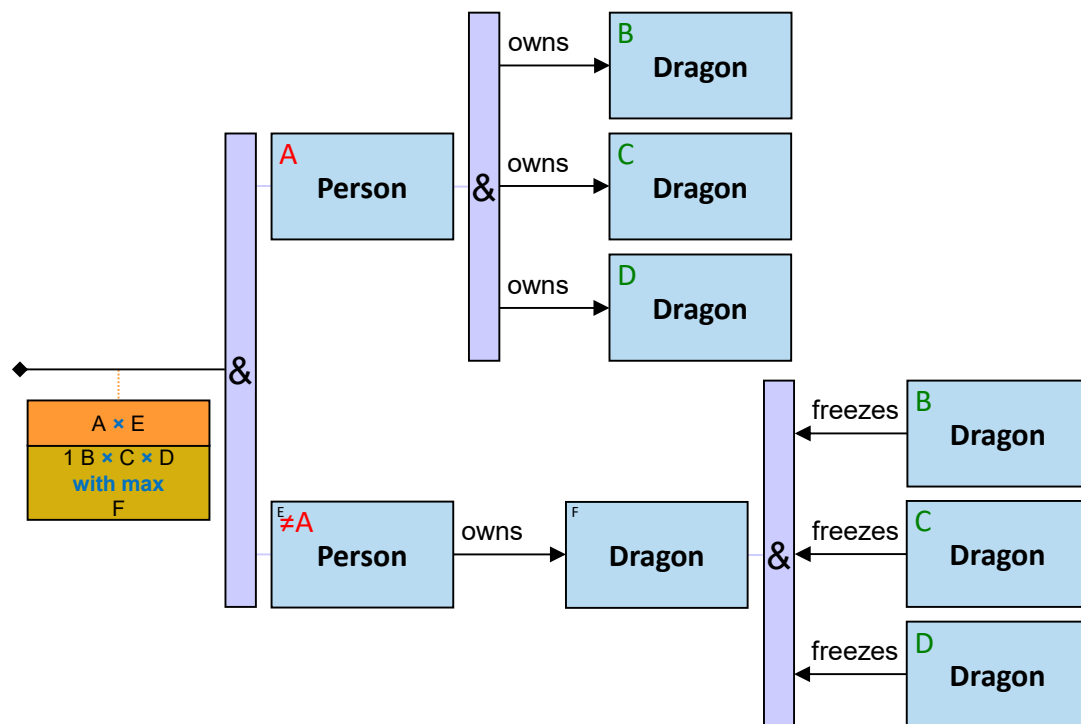 owns
B
Dragon
A
Person
&
owns
C
Dragon
owns
D
Dragon
&
A × E
1 B × C × D
with max
F
E
≠A
Person
owns
F
Dragon
&
freezes
B
Dragon
freezes
C
Dragon
freezes
D
Dragon